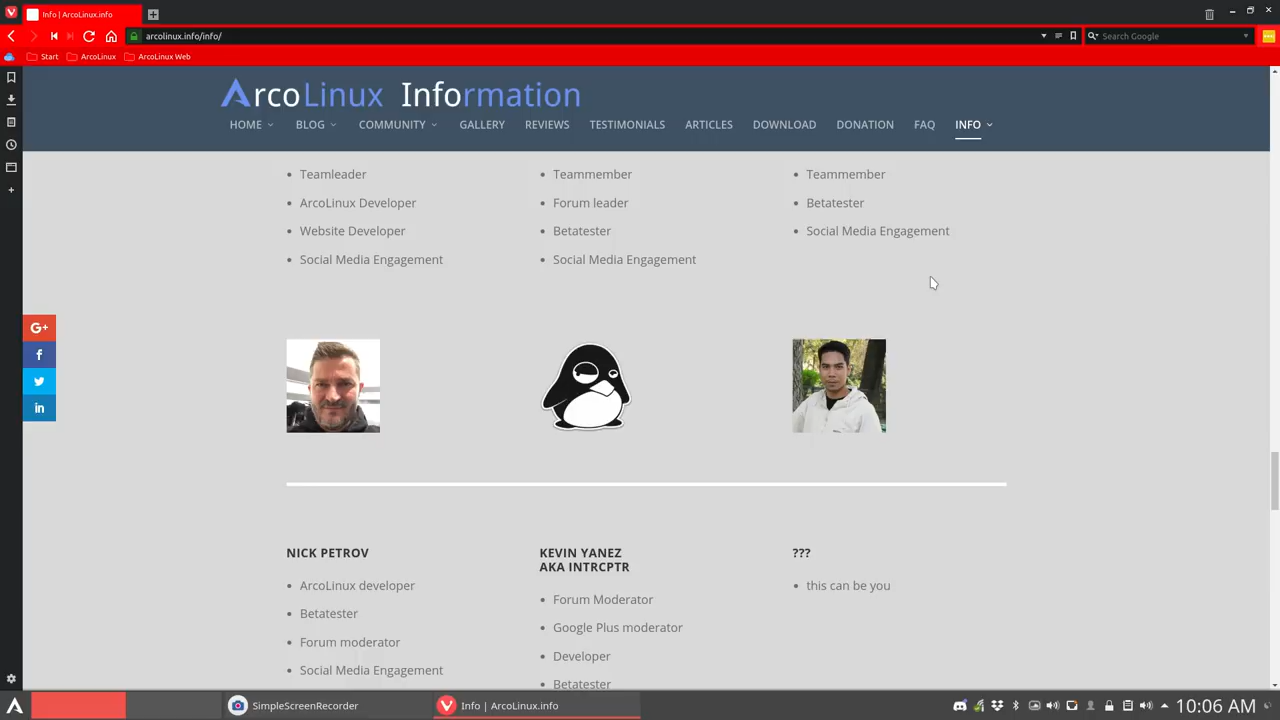 Info | ArcoLinux.info
arcolinux.info/info/
Search Google
Start ArcoLinux ArcoLinux Web
ArcoLinux Information
HOME BLOG COMMUNITY GALLERY REVIEWS TESTIMONIALS ARTICLES DOWNLOAD DONATION FAQ INFO
Teamleader
ArcoLinux Developer
Website Developer
Social Media Engagement
Teammember
Forum leader
Betatester
Social Media Engagement
Teammember
Betatester
Social Media Engagement
G+
f
in
NICK PETROV
ArcoLinux developer
Betatester
Forum moderator
Social Media Engagement
KEVIN YANEZ
AKA INTRCPTR
Forum Moderator
Google Plus moderator
Developer
Betatester
???
this can be you
SimpleScreenRecorder
Info | ArcoLinux.info
10:06 AM